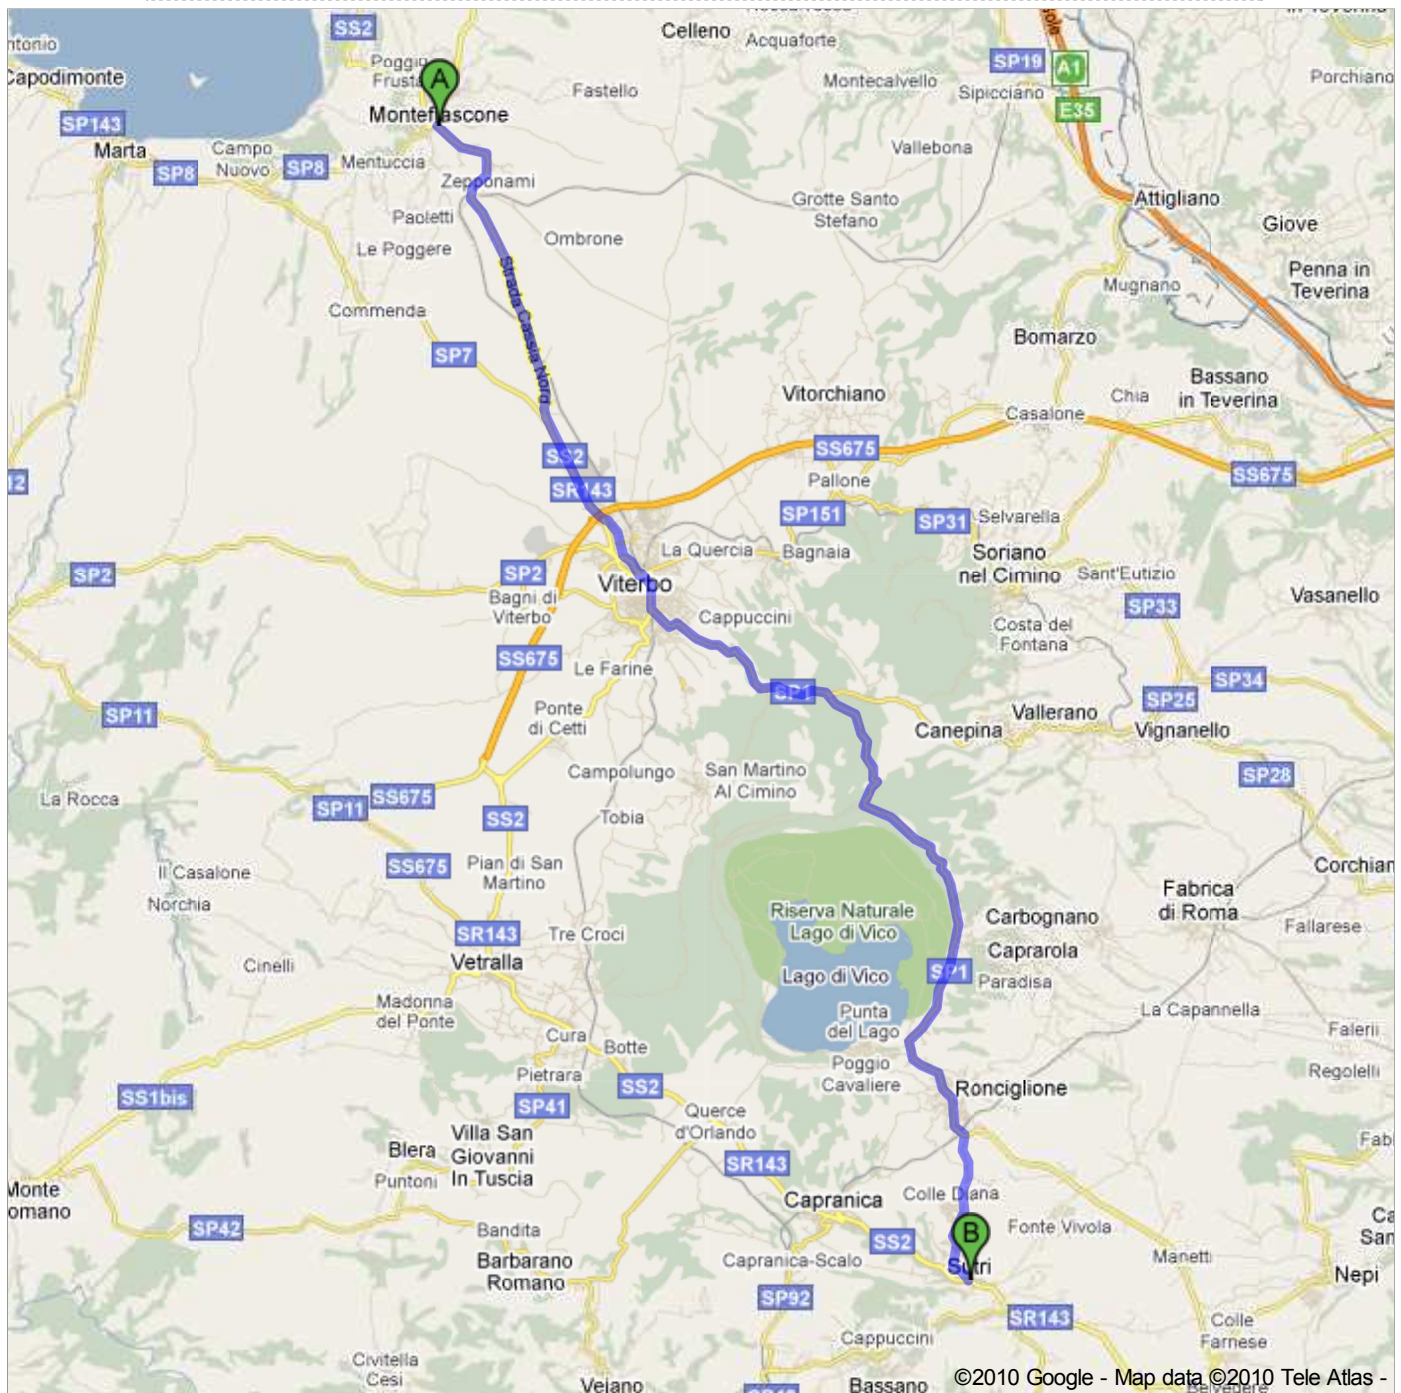 SS2
Celleno
Acquaforte
ntonio
Poggio
Frusta
Capodimonte
A
Fastello
Montecalvello
SP19
A1
Sipicciano
Porchiano
E35
Montefiascone
SP143
Marta
Campo
Nuovo
SP8
SP8
Mentuccia
Vallebona
Zepponami
Grotte Santo
Stefano
Attigliano
Paoletti
Giove
Le Poggere
Ombrone
Strada Cassia Nord
Penna in
Teverina
Mugnano
Commenda
Bomarzo
SP7
Bassano
in Teverina
Vitorchiano
Chia
Casalone
SS2
SS675
SS675
12
SR143
Pallone
SP151
SP31
Selvarella
La Quercia
Bagnaia
Soriano
nel Cimino
Sant'Eutizio
SP2
SP2
Viterbo
Bagni di
Viterbo
Vasanello
SP33
Cappuccini
Costa del
Fontana
SS675
Le Farine
SP34
SP1
SP25
SP11
Ponte
di Cetti
Vallerano
Canepina
Vignanello
Campolungo
San Martino
Al Cimino
SP28
La Rocca
SS675
SP11
SS2
Tobia
SS675
Pian di San
Martino
Corchian
Il Casalone
Norchia
Fabrica
di Roma
Riserva Naturale
Lago di Vico
Carbognano
Fallarese
SR143
Tre Croci
Caprarola
Vetralla
Cinelli
Lago di Vico
SP1
Paradisa
Madonna
del Ponte
Punta
del Lago
La Capannella
Falerii
Cura
Botte
Poggio
Cavaliere
Regolelli
Pietrara
SS2
Ronciglione
SS1bis
SP41
Querce
d'Orlando
Villa San
Giovanni
In Tuscia
Blera
Fabl
SR143
Puntoni
Monte
omano
Capranica
Colle Diana
SP42
Bandita
B
Fonte Vivola
Ca
San
SS2
Barbarano
Romano
Capranica-Scalo
Sutri
Manetti
Nepi
SP92
SR143
Colle
Farnese
Cappuccini
Civitella
Cesi
Veiano
Bassano
©2010 Google - Map data ©2010 Tele Atlas -